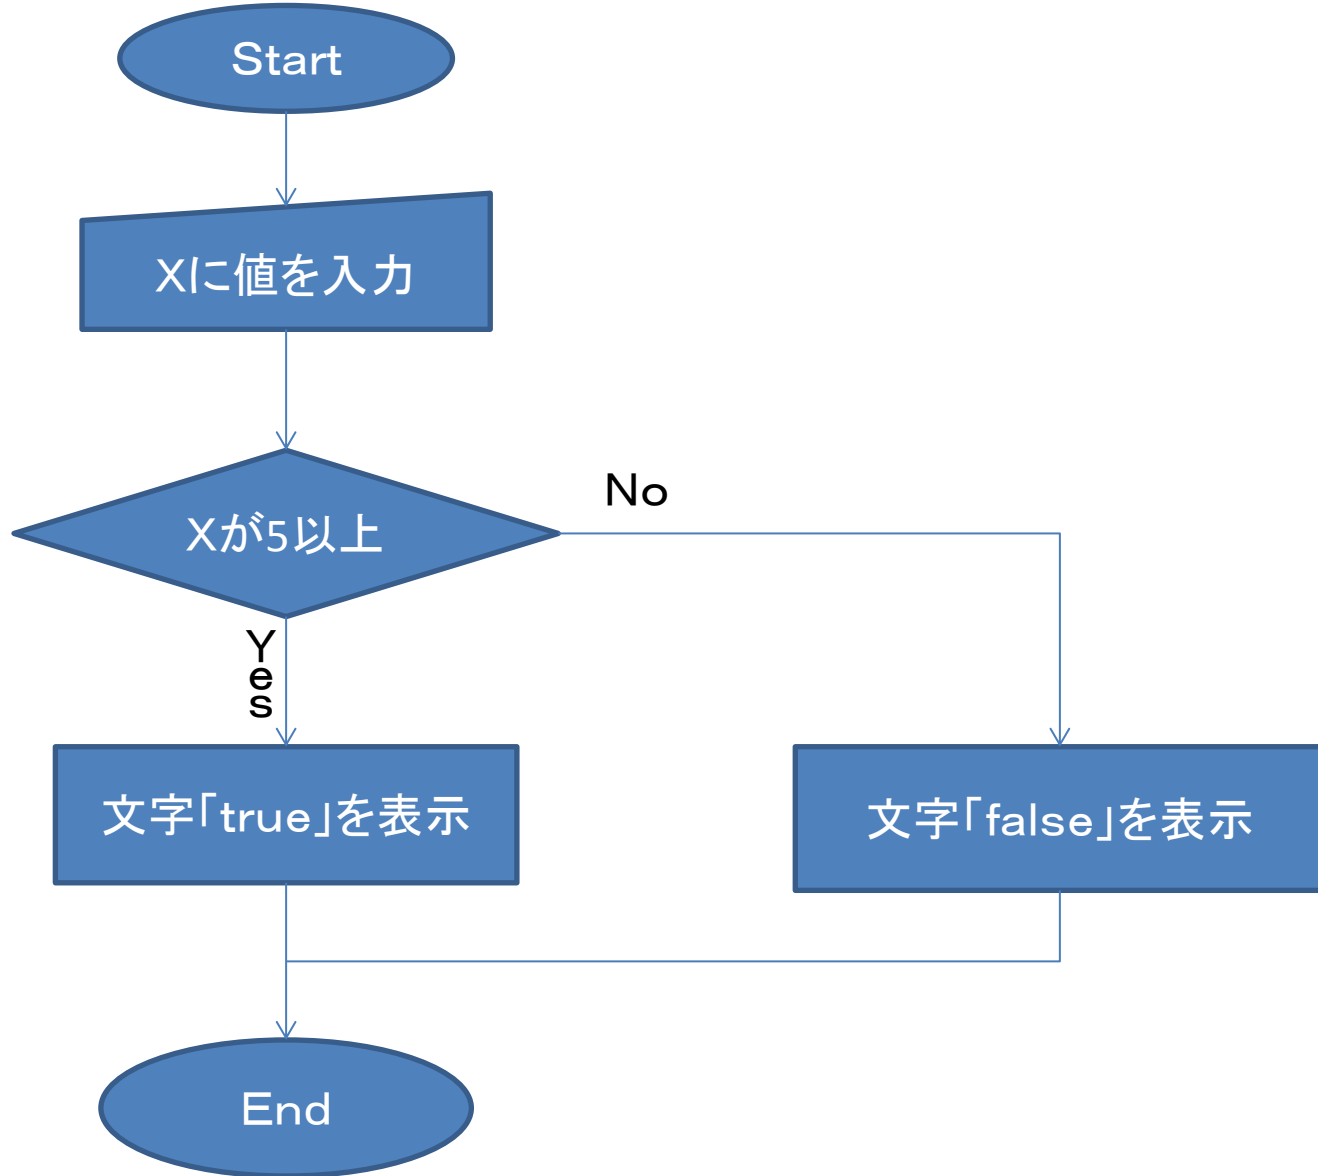 Start
Xに値を入力
Xが5以上
No
Yes
文字「true」を表示
文字「false」を表示
End